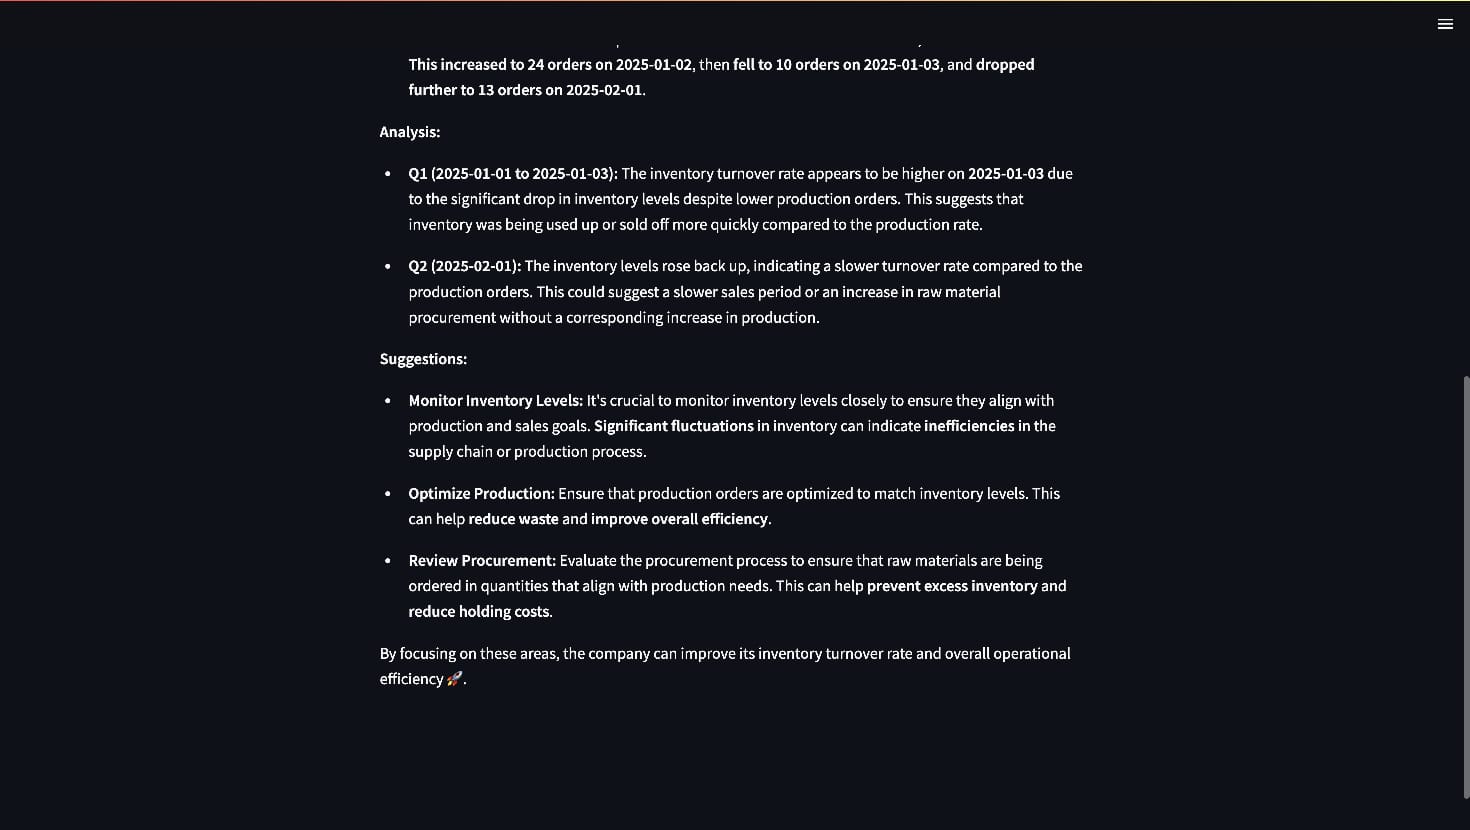 This increased to 24 orders on 2025-01-02, then fell to 10 orders on 2025-01-03, and dropped
further to 13 orders on 2025-02-01.
Analysis:
• Q1 (2025-01-01 to 2025-01-03): The inventory turnover rate appears to be higher on 2025-01-03 due
to the significant drop in inventory levels despite lower production orders. This suggests that
inventory was being used up or sold off more quickly compared to the production rate.
• Q2 (2025-02-01): The inventory levels rose back up, indicating a slower turnover rate compared to the
production orders. This could suggest a slower sales period or an increase in raw material
procurement without a corresponding increase in production.
Suggestions:
• Monitor Inventory Levels: It's crucial to monitor inventory levels closely to ensure they align with
production and sales goals. Significant fluctuations in inventory can indicate inefficiencies in the
supply chain or production process.
• Optimize Production: Ensure that production orders are optimized to match inventory levels. This
can help reduce waste and improve overall efficiency.
• Review Procurement: Evaluate the procurement process to ensure that raw materials are being
ordered in quantities that align with production needs. This can help prevent excess inventory and
reduce holding costs.
By focusing on these areas, the company can improve its inventory turnover rate and overall operational
efficiency 🚀.